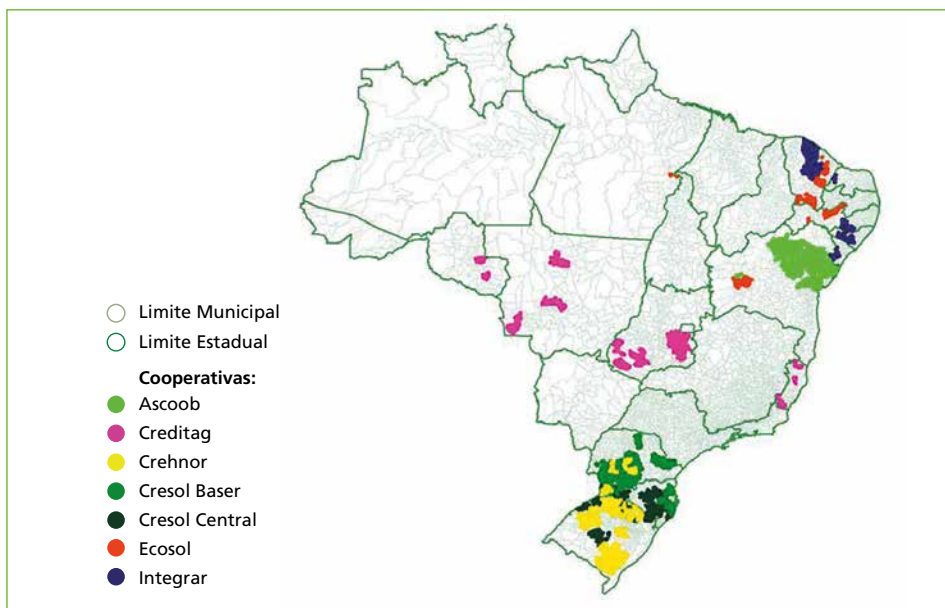 Limite Municipal
Limite Estadual
Cooperativas:
Ascoob
Creditag
Crehnor
Cresol Baser
Cresol Central
Ecosol
Integrar